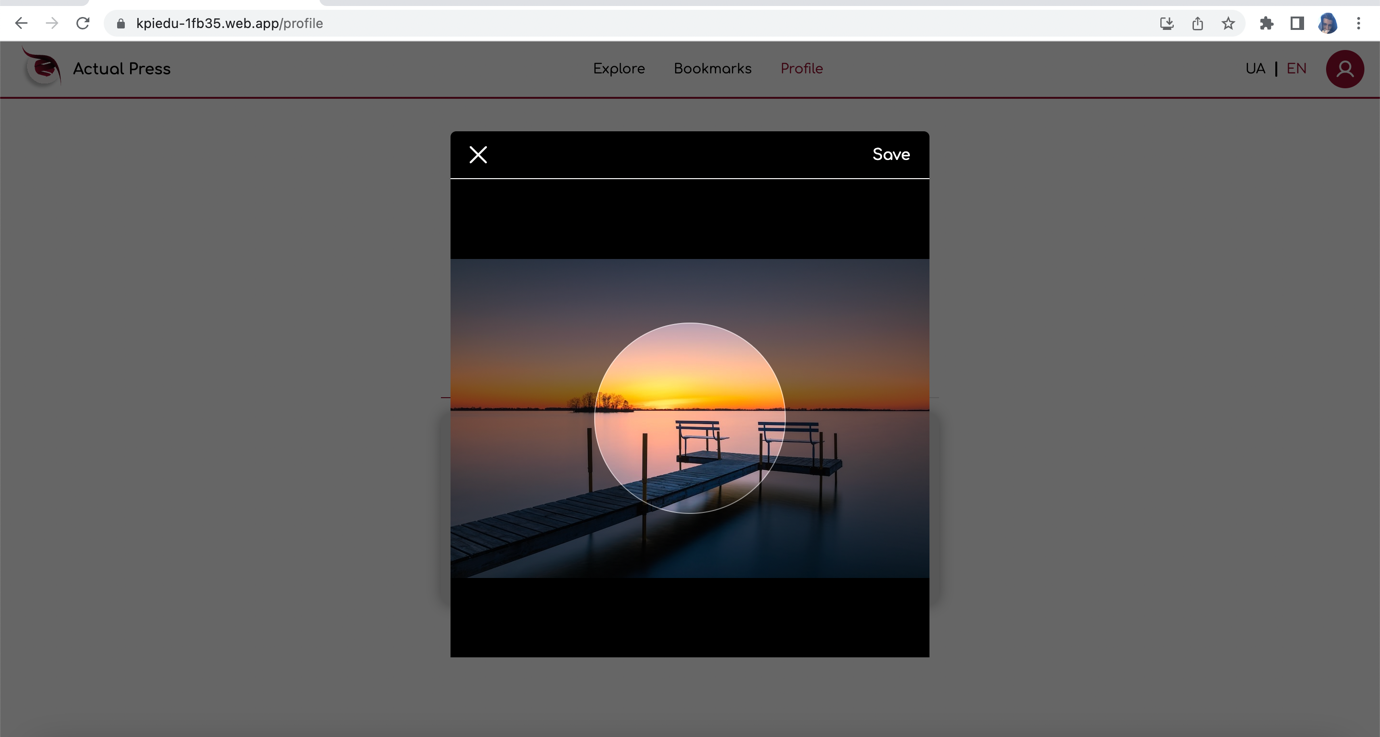 kpiedu-1fb35.web.app/profile
Actual Press
Explore Bookmarks Profile
UA | EN
Save